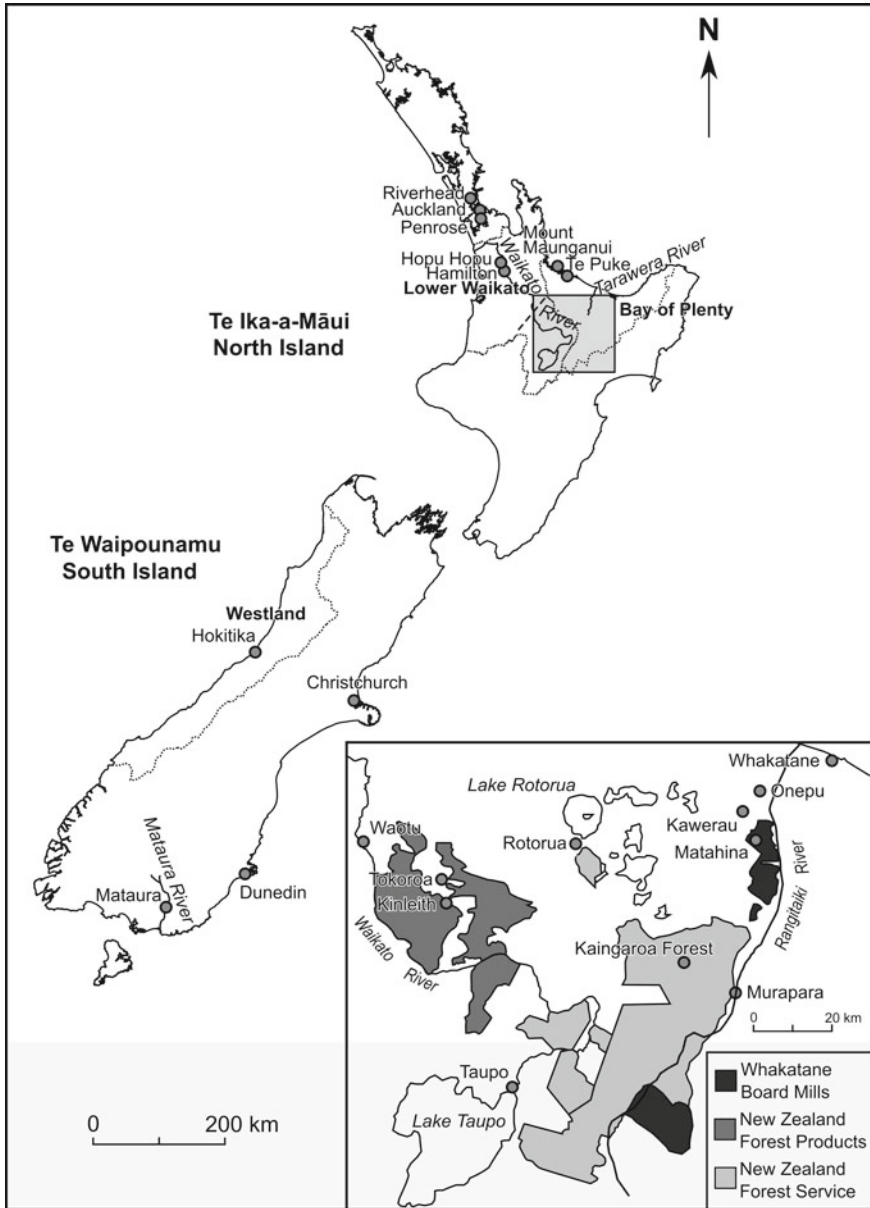 N
Riverhead
Auckland
Penrose
Mount
Maunganui
Hopu Hopu
Hamilton
Waikato
River
Te Puke
Tarawera River
Lower Waikato
Bay of Plenty
Te Ika-a-Māui
North Island
Te Waipounamu
South Island
Westland
Hokitika
Christchurch
Mataura River
Mataura
Dunedin
0 200 km
Whakatane
Onepu
Lake Rotorua
Kawerau
Waotu
Rotorua
Matahina
Rangitaiki River
Tokoroa
Kinleith
Waikato River
Kaingaroa Forest
Murapara
0 20 km
Taupo
Lake Taupo
Whakatane
Board Mills
New Zealand
Forest Products
New Zealand
Forest Service